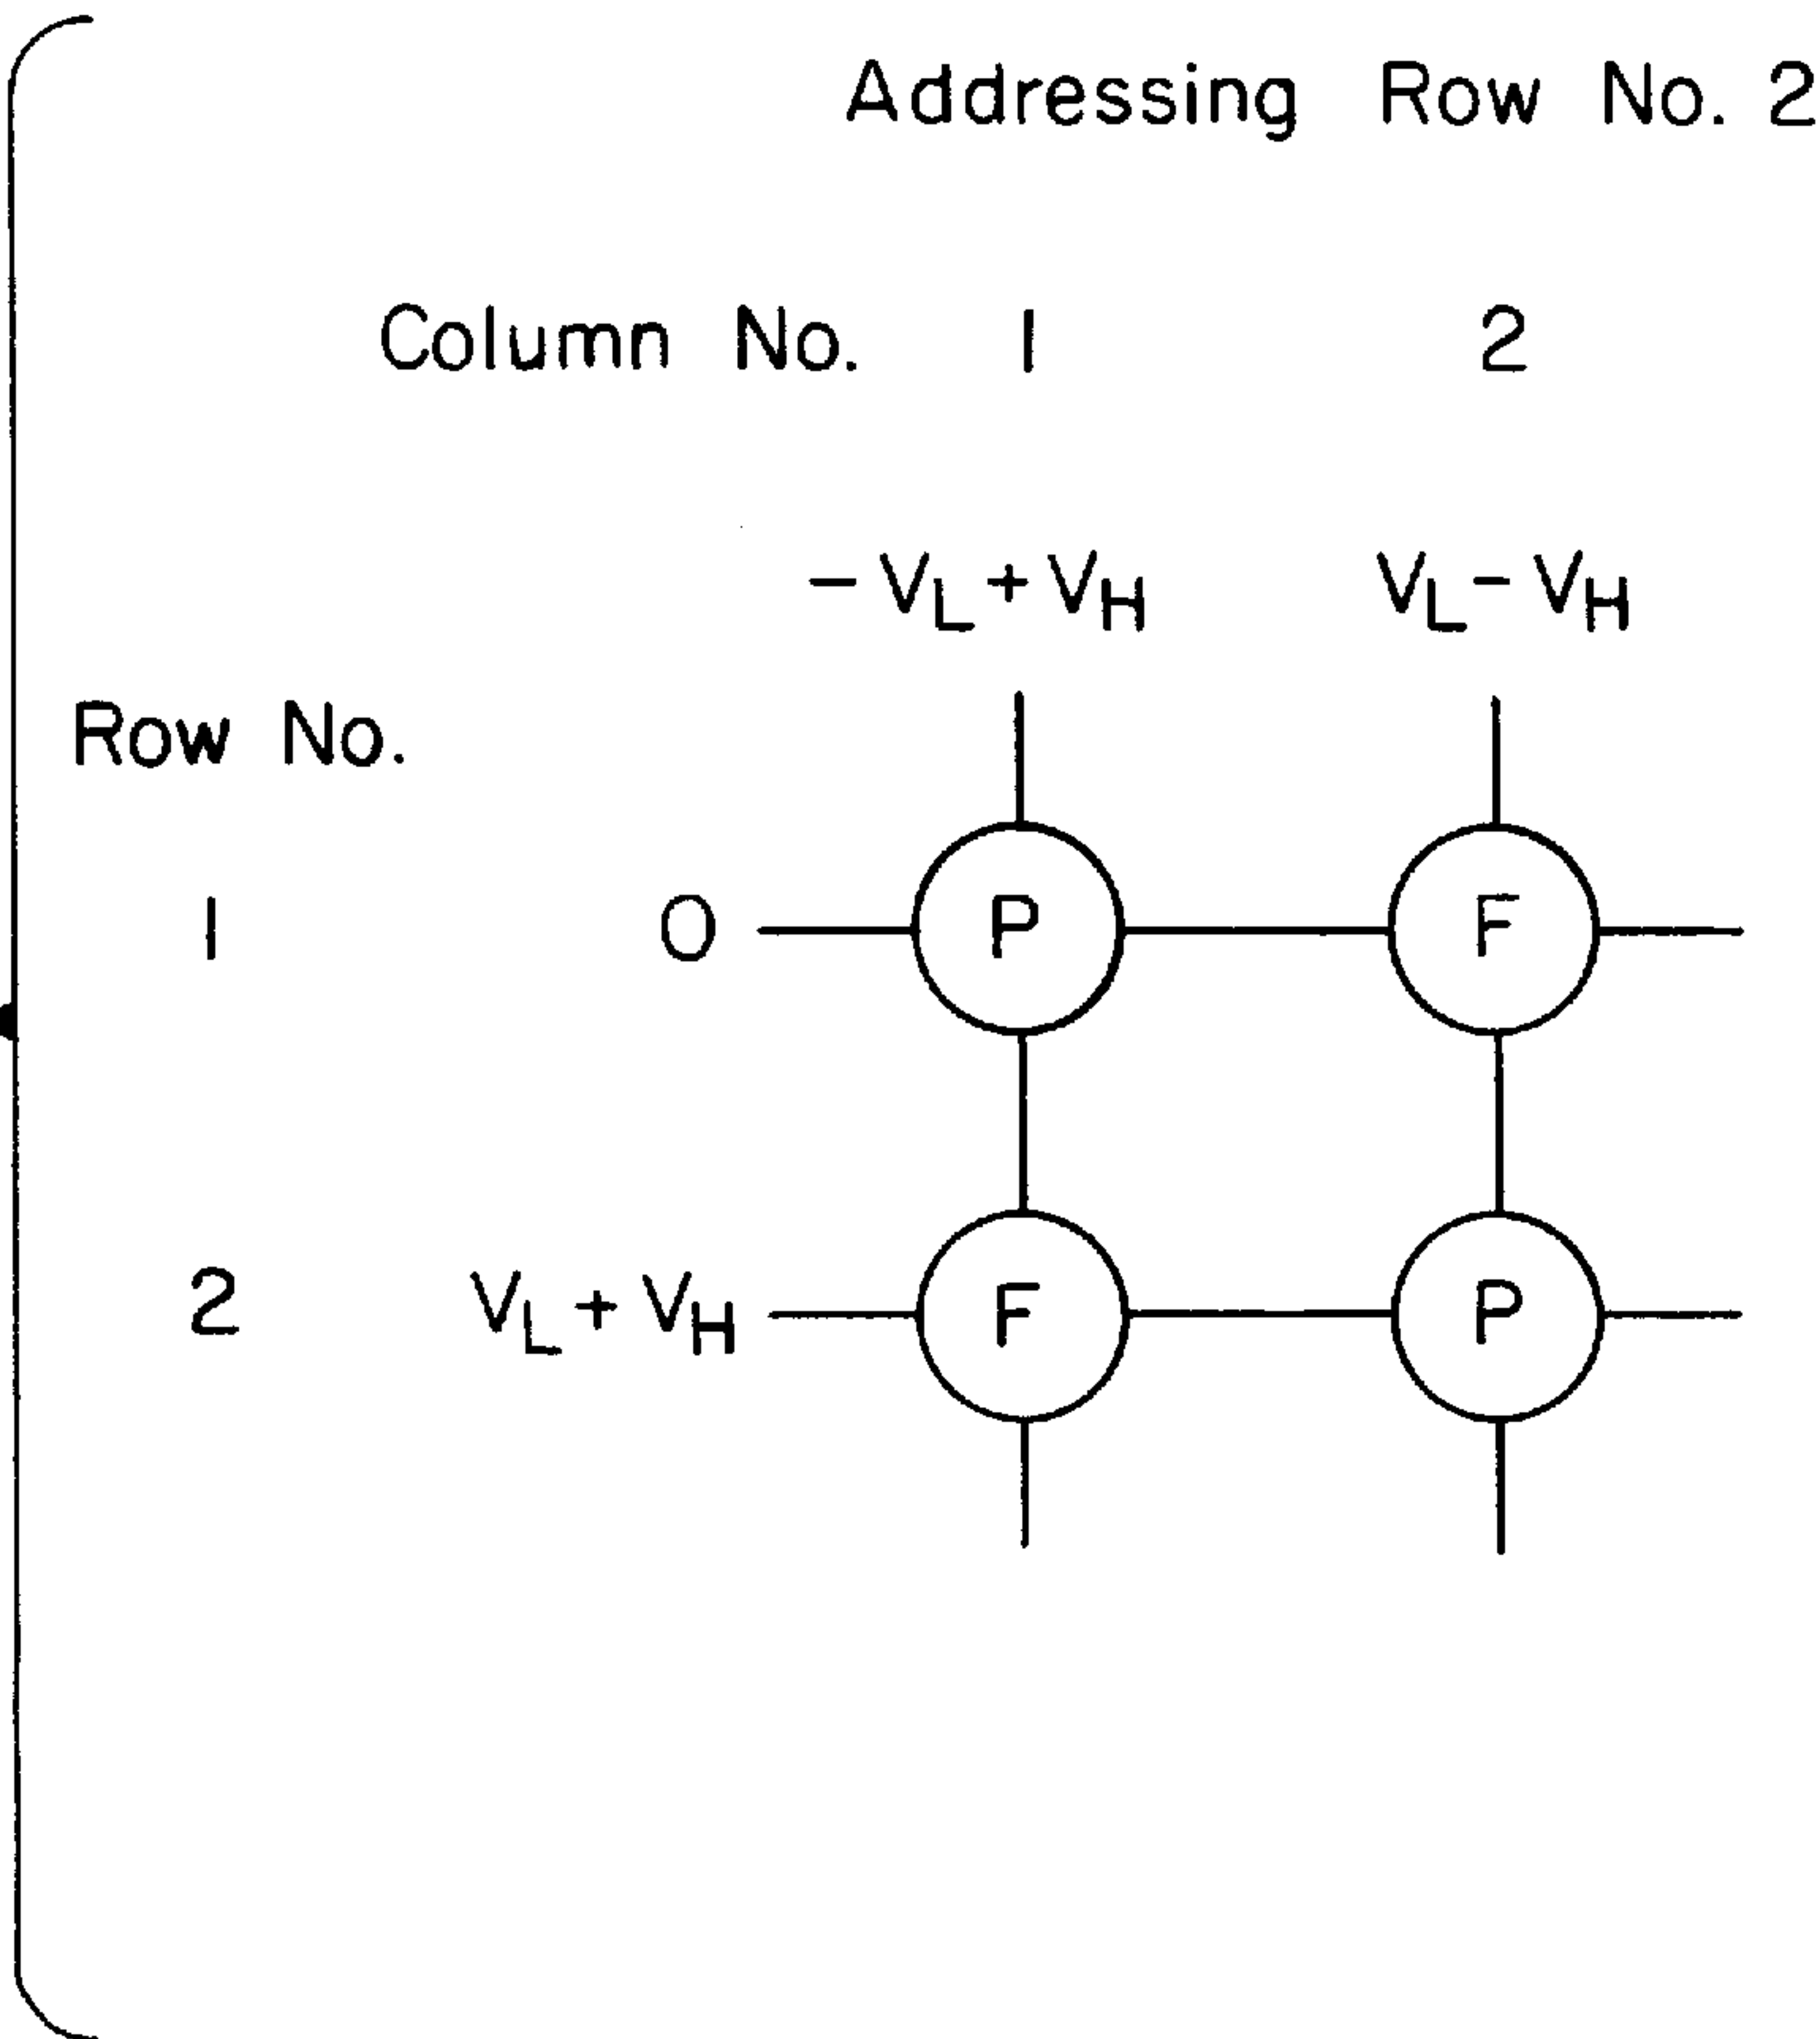 Addressing Row No. 2
Column No. 1 2
-VL+VH VL-VH
Row No.
1 0 P F
2 VL+VH F P